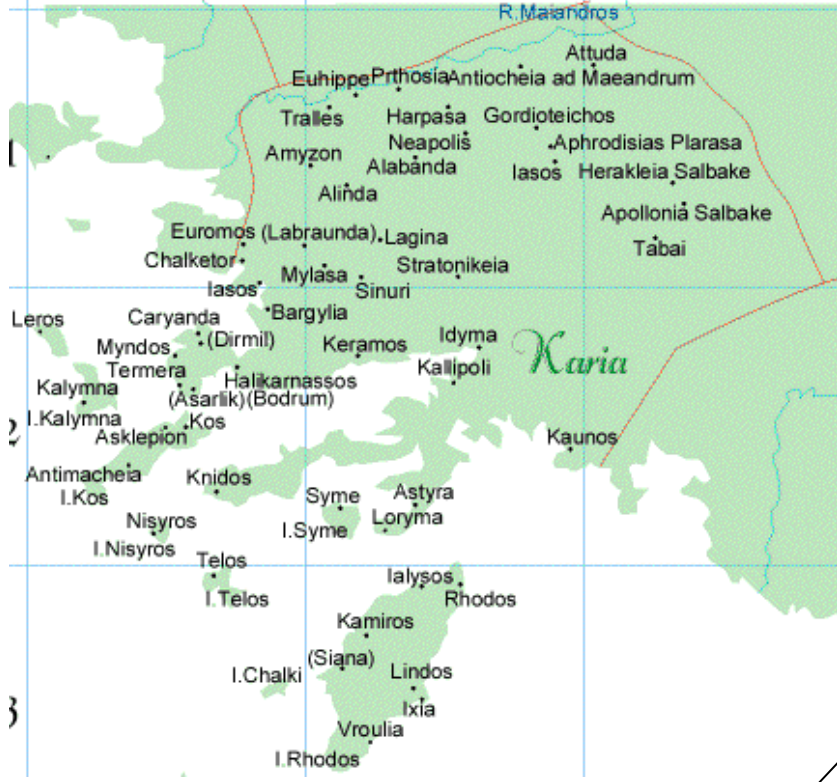 R.Maiandros
Attuda
Euhippe
Prthosia
Antiocheia ad Maeandrum
Tralles
Harpasa
Gordioteichos
Neapolis
Aphrodisias Plarasa
Amyzon
Alabanda
Iasos
Herakleia Salbake
Alinda
Apollonia Salbake
Euromos (Labraunda)
Lagina
Tabai
Chalketor
Mylasa
Stratonikeia
Iasos
Sinuri
Bargylia
Leros
Caryanda
(Dirmil)
Idyma
Myndos
Keramos
Karia
Termera
Kallipoli
Kalymna
Halikarnassos
(Asarlik)(Bodrum)
I.Kalymna
Kos
Asklepion
Kaunos
2
Antimacheia
Knidos
I.Kos
Syme
Astyra
Nisyros
I.Syme
Loryma
I.Nisyros
Telos
Ialysos
I.Telos
Rhodos
Kamiros
(Siana)
I.Chalki
Lindos
Ixia
3
Vroulia
I.Rhodos